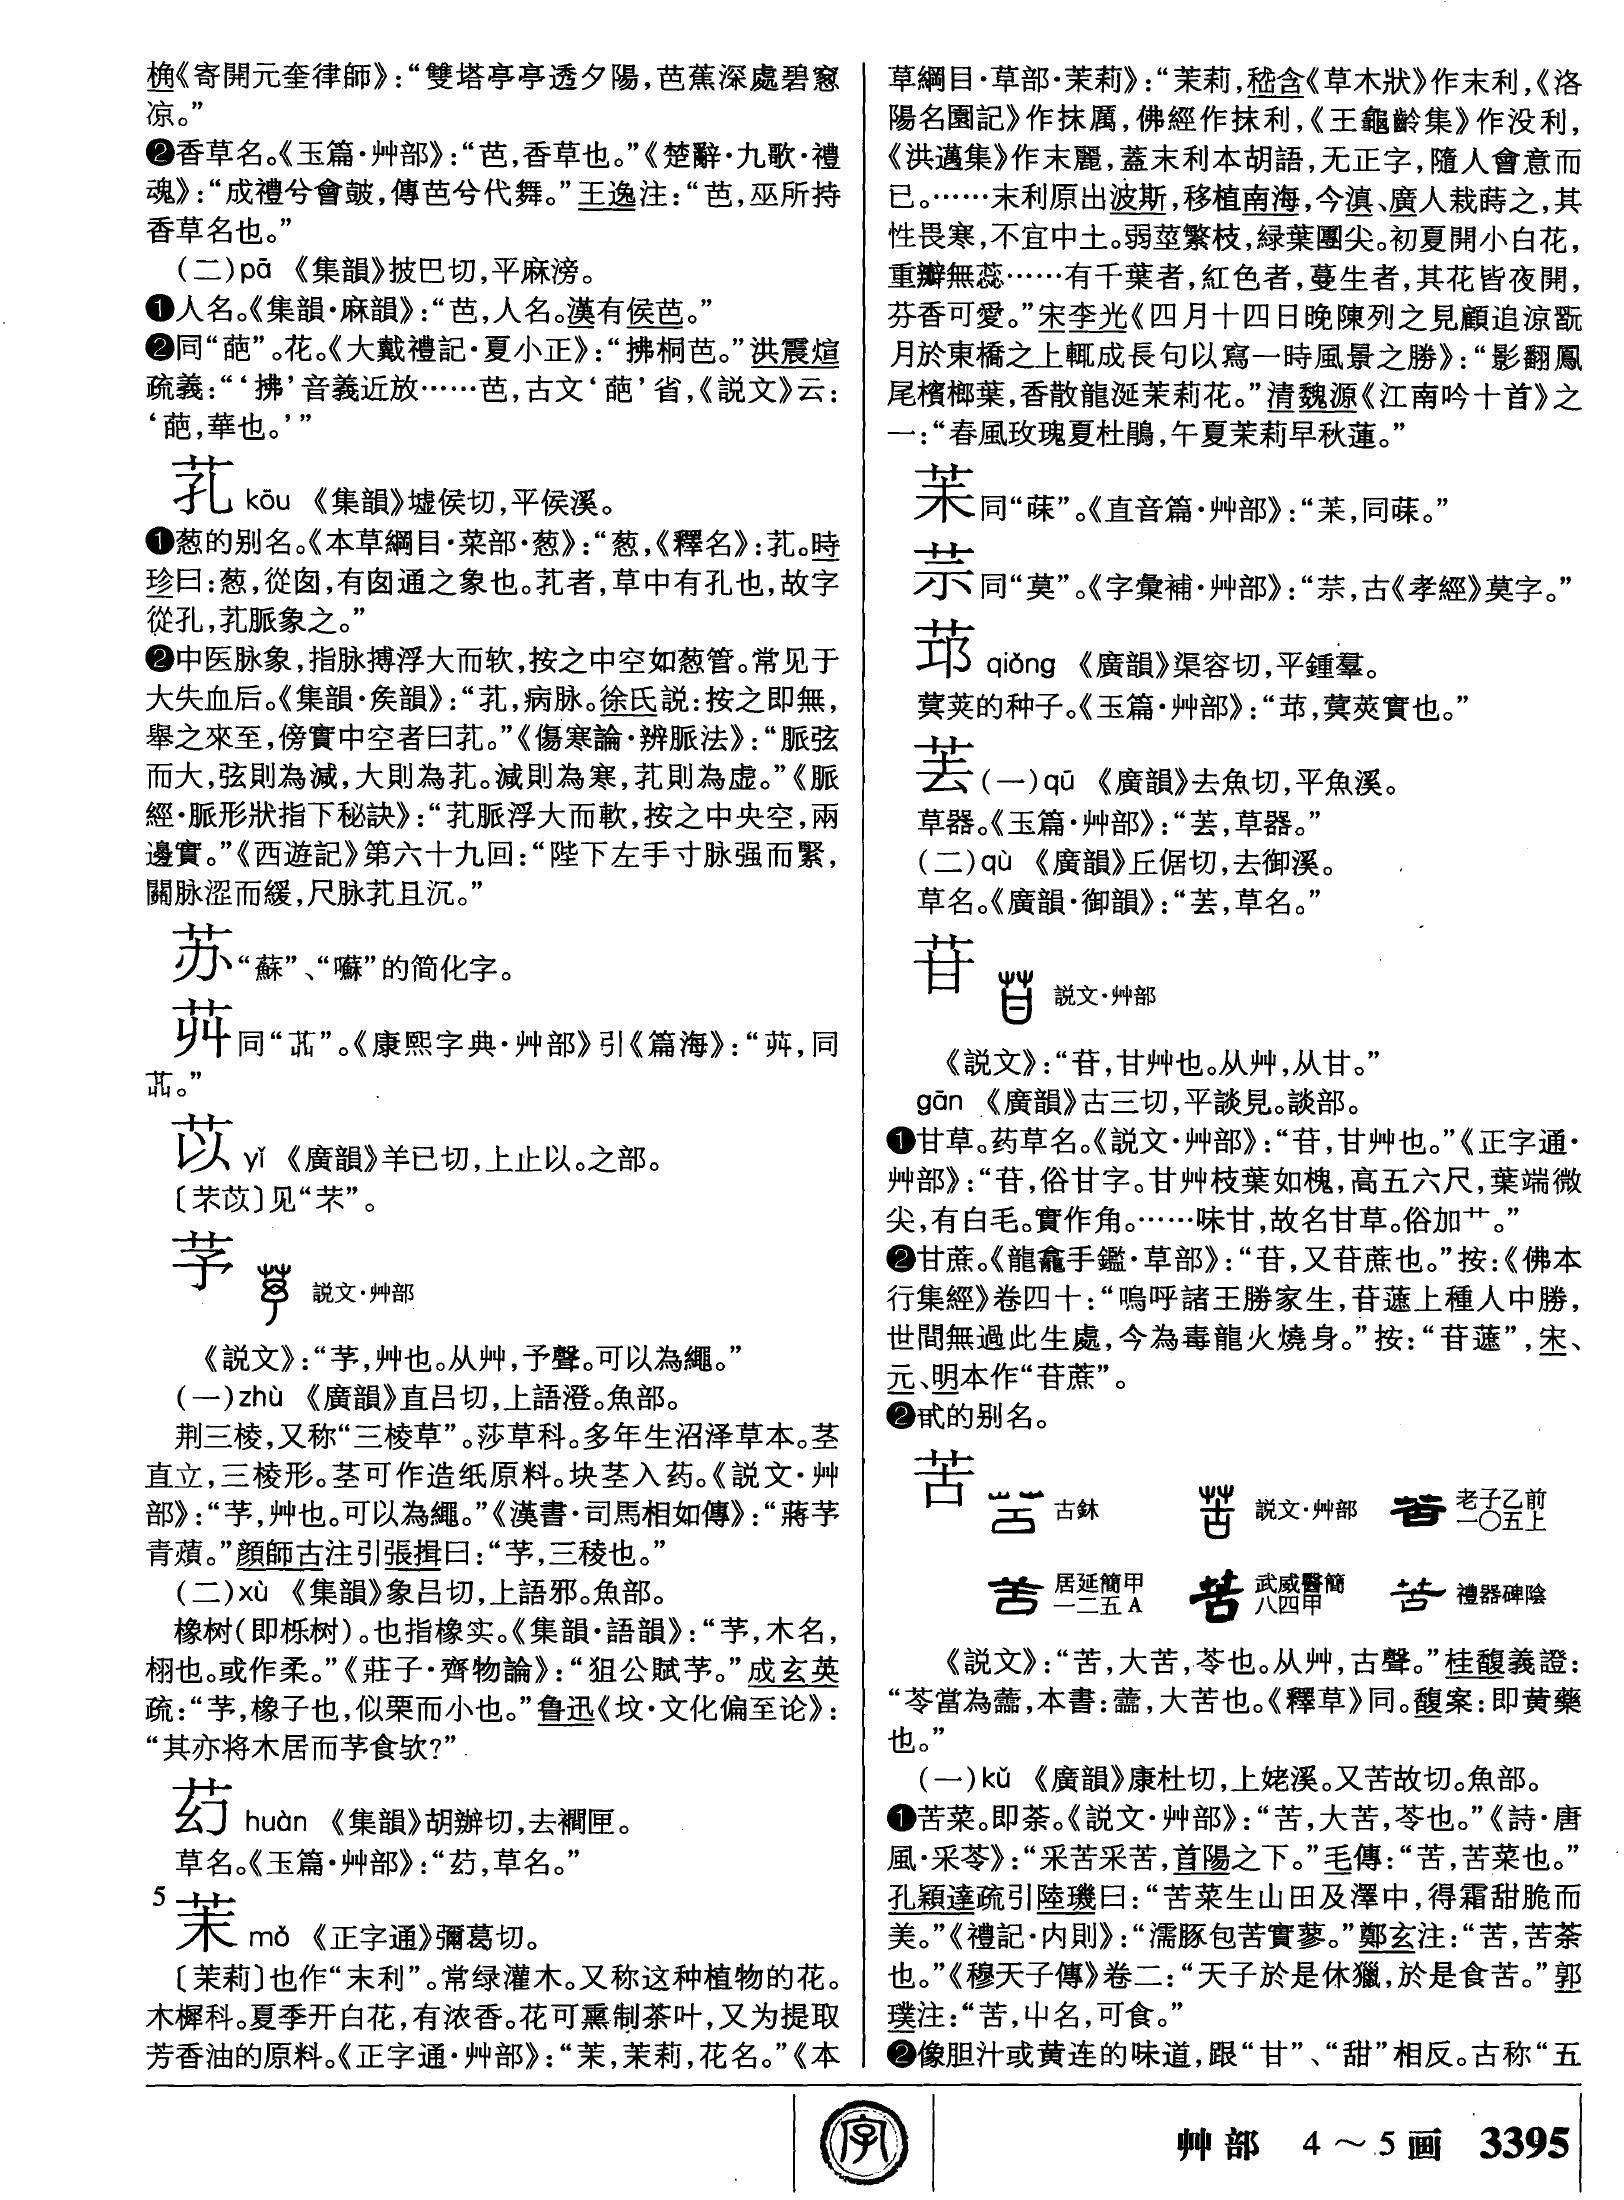 桷《寄開元奎律師》：“雙塔亭亭透夕陽，芭蕉深處碧窻
凉。”
❷香草名。《玉篇·艸部》：“芭，香草也。”《楚辭·九歌·禮
魂》：“成禮兮會皷，傳芭兮代舞。”王逸注：“芭，巫所持
香草名也。”
（二）pā 《集韻》披巴切，平麻滂。
❶人名。《集韻·麻韻》：“芭，人名。漢有侯芭。”
❷同“葩”。花。《大戴禮記·夏小正》：“拂桐芭。”洪震煊
疏義：“‘拂’音義近放……芭，古文‘葩’省，《説文》云：
‘葩，華也。’”
芤 kōu 《集韻》墟侯切，平侯溪。
❶葱的别名。《本草綱目·菜部·葱》：“葱，《釋名》：芤。時
珍曰：葱，從囱，有囱通之象也。芤者，草中有孔也，故字
從孔，芤脈象之。”
❷中医脉象，指脉搏浮大而软，按之中空如葱管。常见于
大失血后。《集韻·矦韻》：“芤，病脉。徐氏説：按之即無，
舉之來至，傍實中空者曰芤。”《傷寒論·辨脈法》：“脈弦
而大，弦則為減，大則為芤。減則為寒，芤則為虚。”《脈
經·脈形狀指下秘訣》：“芤脈浮大而軟，按之中央空，兩
邊實。”《西遊記》第六十九回：“陛下左手寸脉强而緊，
關脉涩而緩，尺脉芤且沉。”
苏“蘇”、“囌”的简化字。
茻同“茻”。《康熙字典·艸部》引《篇海》：“，同
。”
苡 yǐ 《廣韻》羊已切，上止以。之部。
〔芣苡〕见“芣”。
芧 説文·艸部
《説文》：“芧，艸也。从艸，予聲。可以為繩。”
（一）zhù 《廣韻》直吕切，上語澄。魚部。
荆三棱，又称“三棱草”。莎草科。多年生沼泽草本。茎
直立，三棱形。茎可作造纸原料。块茎入药。《説文·艸
部》：“芧，艸也。可以為繩。”《漢書·司馬相如傳》：“蔣芧
青薠。”顔師古注引張揖曰：“芧，三稜也。”
（二）xù 《集韻》象吕切，上語邪。魚部。
橡树（即栎树）。也指橡实。《集韻·語韻》：“芧，木名，
栩也。或作柔。”《莊子·齊物論》：“狙公賦芧。”成玄英
疏：“芧，橡子也，似栗而小也。”鲁迅《坟·文化偏至论》：
“其亦将木居而芧食欤？”
䒛 huàn 《集韻》胡辦切，去襇匣。
草名。《玉篇·艸部》：“，草名。”
5
茉 mò 《正字通》彌葛切。
〔茉莉〕也作“末利”。常绿灌木。又称这种植物的花。
木樨科。夏季开白花，有浓香。花可熏制茶叶，又为提取
芳香油的原料。《正字通·艸部》：“茉，茉莉，花名。”《本
草綱目·草部·茉莉》：“茉莉，嵇含《草木狀》作末利，《洛
陽名園記》作抹厲，佛經作抹利，《王龜齡集》作没利，
《洪邁集》作末麗，蓋末利本胡語，无正字，隨人會意而
已。……末利原出波斯，移植南海，今滇、廣人栽蒔之，其
性畏寒，不宜中土。弱莖繁枝，緑葉團尖。初夏開小白花，
重瓣無蕊……有千葉者，紅色者，蔓生者，其花皆夜開，
芬香可愛。”宋李光《四月十四日晚陳列之見顧追涼翫
月於東橋之上輒成長句以寫一時風景之勝》：“影翻鳳
尾檳榔葉，香散龍涎茉莉花。”清魏源《江南吟十首》之
一：“春風玫瑰夏杜鵑，午夏茉莉早秋蓮。”
苿同“菋”。《直音篇·艸部》：“苿，同菋。”
䒶同“莫”。《字彙補·艸部》：“，古《孝經》莫字。”
茆 qióng 《廣韻》渠容切，平鍾羣。
蓂荚的种子。《玉篇·艸部》：“，蓂莢實也。”
䒧（一）qū 《廣韻》去魚切，平魚溪。
草器。《玉篇·艸部》：“，草器。”
（二）qù 《廣韻》丘倨切，去御溪。
草名。《廣韻·御韻》：“，草名。”
苷 説文·艸部
《説文》：“苷，甘艸也。从艸，从甘。”
gān 《廣韻》古三切，平談見。談部。
❶甘草。药草名。《説文·艸部》：“苷，甘艸也。”《正字通·
艸部》：“苷，俗甘字。甘艸枝葉如槐，高五六尺，葉端微
尖，有白毛。實作角。……味甘，故名甘草。俗加艹。”
❷甘蔗。《龍龕手鑑·草部》：“苷，又苷蔗也。”按：《佛本
行集經》卷四十：“嗚呼諸王勝家生，苷蔗上種人中勝，
世間無過此生處，今為毒龍火燒身。”按：“苷”，宋、
元、明本作“苷蔗”。
❷甙的别名。
苦 古鉥 説文·艸部 老子乙前一〇五上
居延簡甲一二五A 武威醫簡八四甲 禮器碑陰
《説文》：“苦，大苦，苓也。从艸，古聲。”桂馥義證：
“苓當為蘦，本書：蘦，大苦也。《釋草》同。馥案：即黄藥
也。”
（一）kǔ 《廣韻》康杜切，上姥溪。又苦故切。魚部。
❶苦菜。即荼。《説文·艸部》：“苦，大苦，苓也。”《詩·唐
風·采苓》：“采苦采苦，首陽之下。”毛傳：“苦，苦菜也。”
孔穎達疏引陸璣曰：“苦菜生山田及澤中，得霜甜脆而
美。”《禮記·内則》：“濡豚包苦實蓼。”鄭玄注：“苦，苦荼
也。”《穆天子傳》卷二：“天子於是休獵，於是食苦。”郭
璞注：“苦，屮名，可食。”
❷像胆汁或黄连的味道，跟“甘”、“甜”相反。古称“五
字
艸部 4～5画 3395